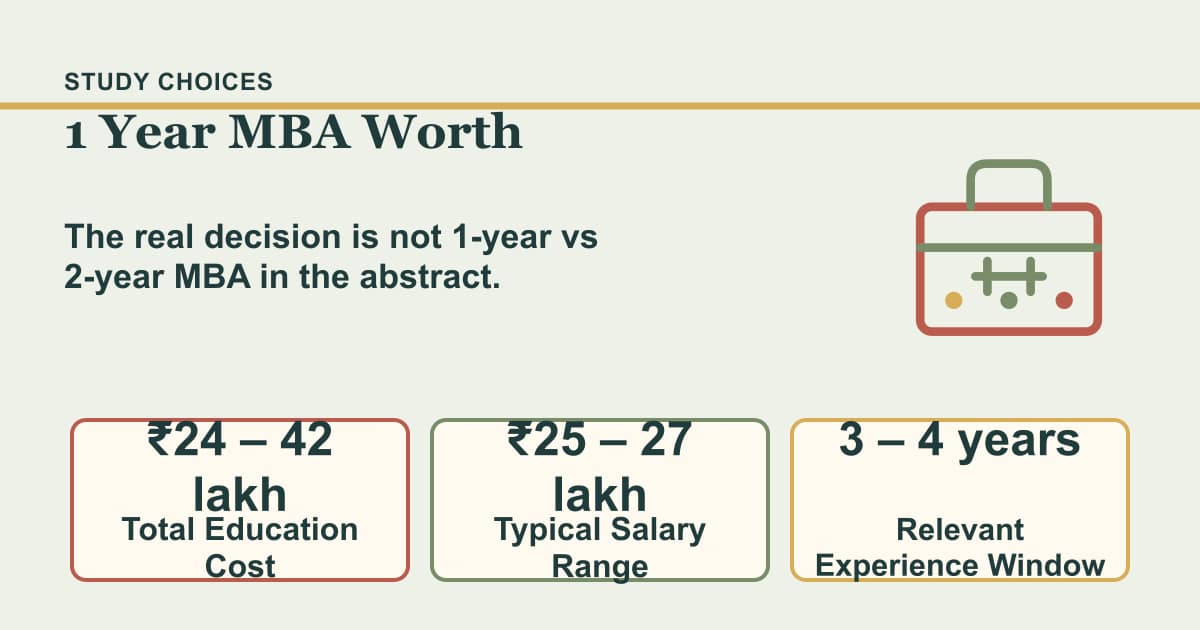 STUDY CHOICES
1 Year MBA Worth
The real decision is not 1-year vs
2-year MBA in the abstract.
₹24 – 42
lakh
Total Education
Cost
₹25 – 27
lakh
Typical Salary
Range
3 – 4 years
Relevant
Experience Window